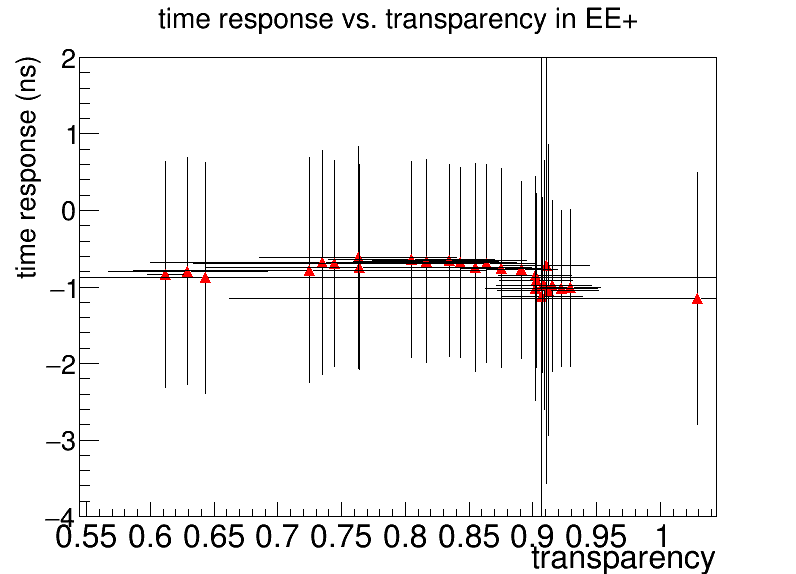 time response vs. transparency in EE+
time response (ns)
2
1
0
−1
−2
−3
−4
0.55 0.6 0.65 0.7 0.75 0.8 0.85 0.9 0.95 1
transparency